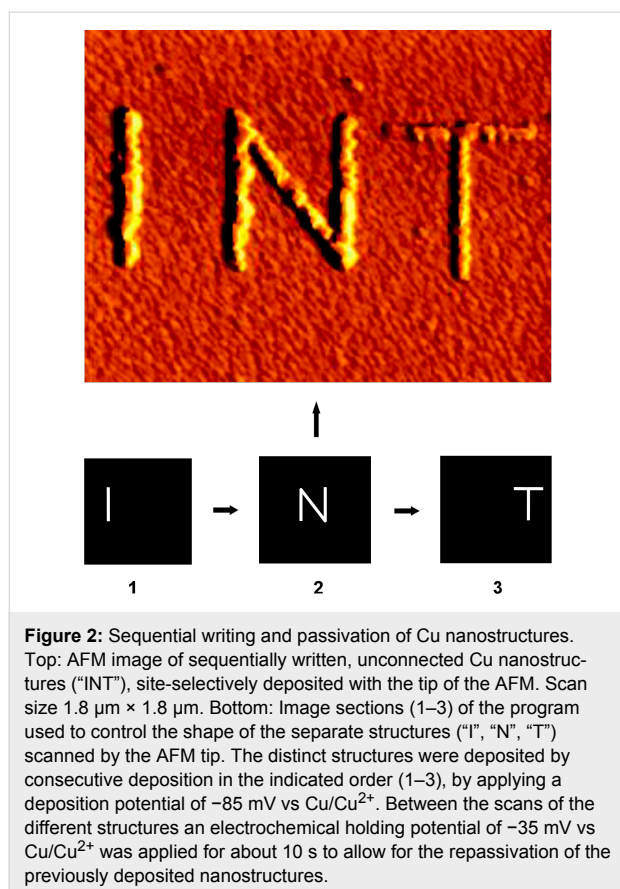 INT
I N T
1 2 3
Figure 2: Sequential writing and passivation of Cu nanostructures.
Top: AFM image of sequentially written, unconnected Cu nanostruc-
tures (“INT”), site-selectively deposited with the tip of the AFM. Scan
size 1.8 µm × 1.8 µm. Bottom: Image sections (1–3) of the program
used to control the shape of the separate structures (“I”, “N”, “T”)
scanned by the AFM tip. The distinct structures were deposited by
consecutive deposition in the indicated order (1–3), by applying a
deposition potential of −85 mV vs Cu/Cu²⁺. Between the scans of the
different structures an electrochemical holding potential of −35 mV vs
Cu/Cu²⁺ was applied for about 10 s to allow for the repassivation of the
previously deposited nanostructures.